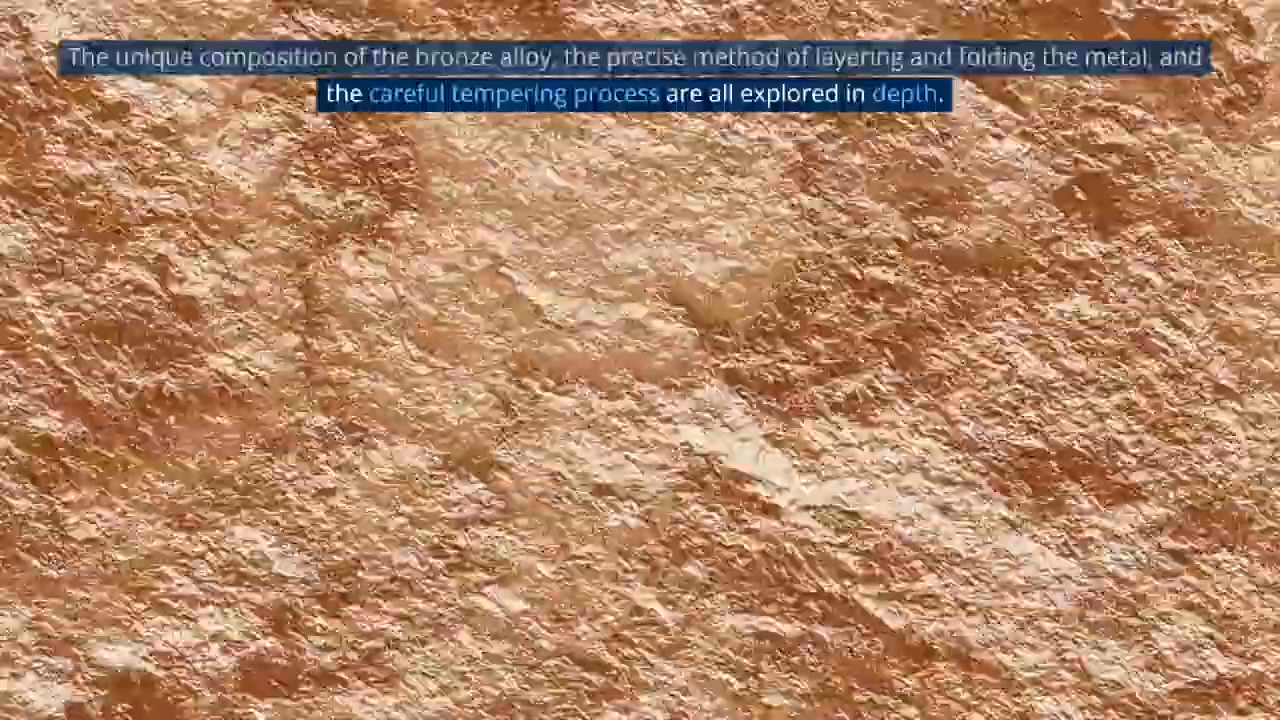 The unique composition of the bronze alloy, the precise method of layering and folding the metal, and
the careful tempering process are all explored in depth.